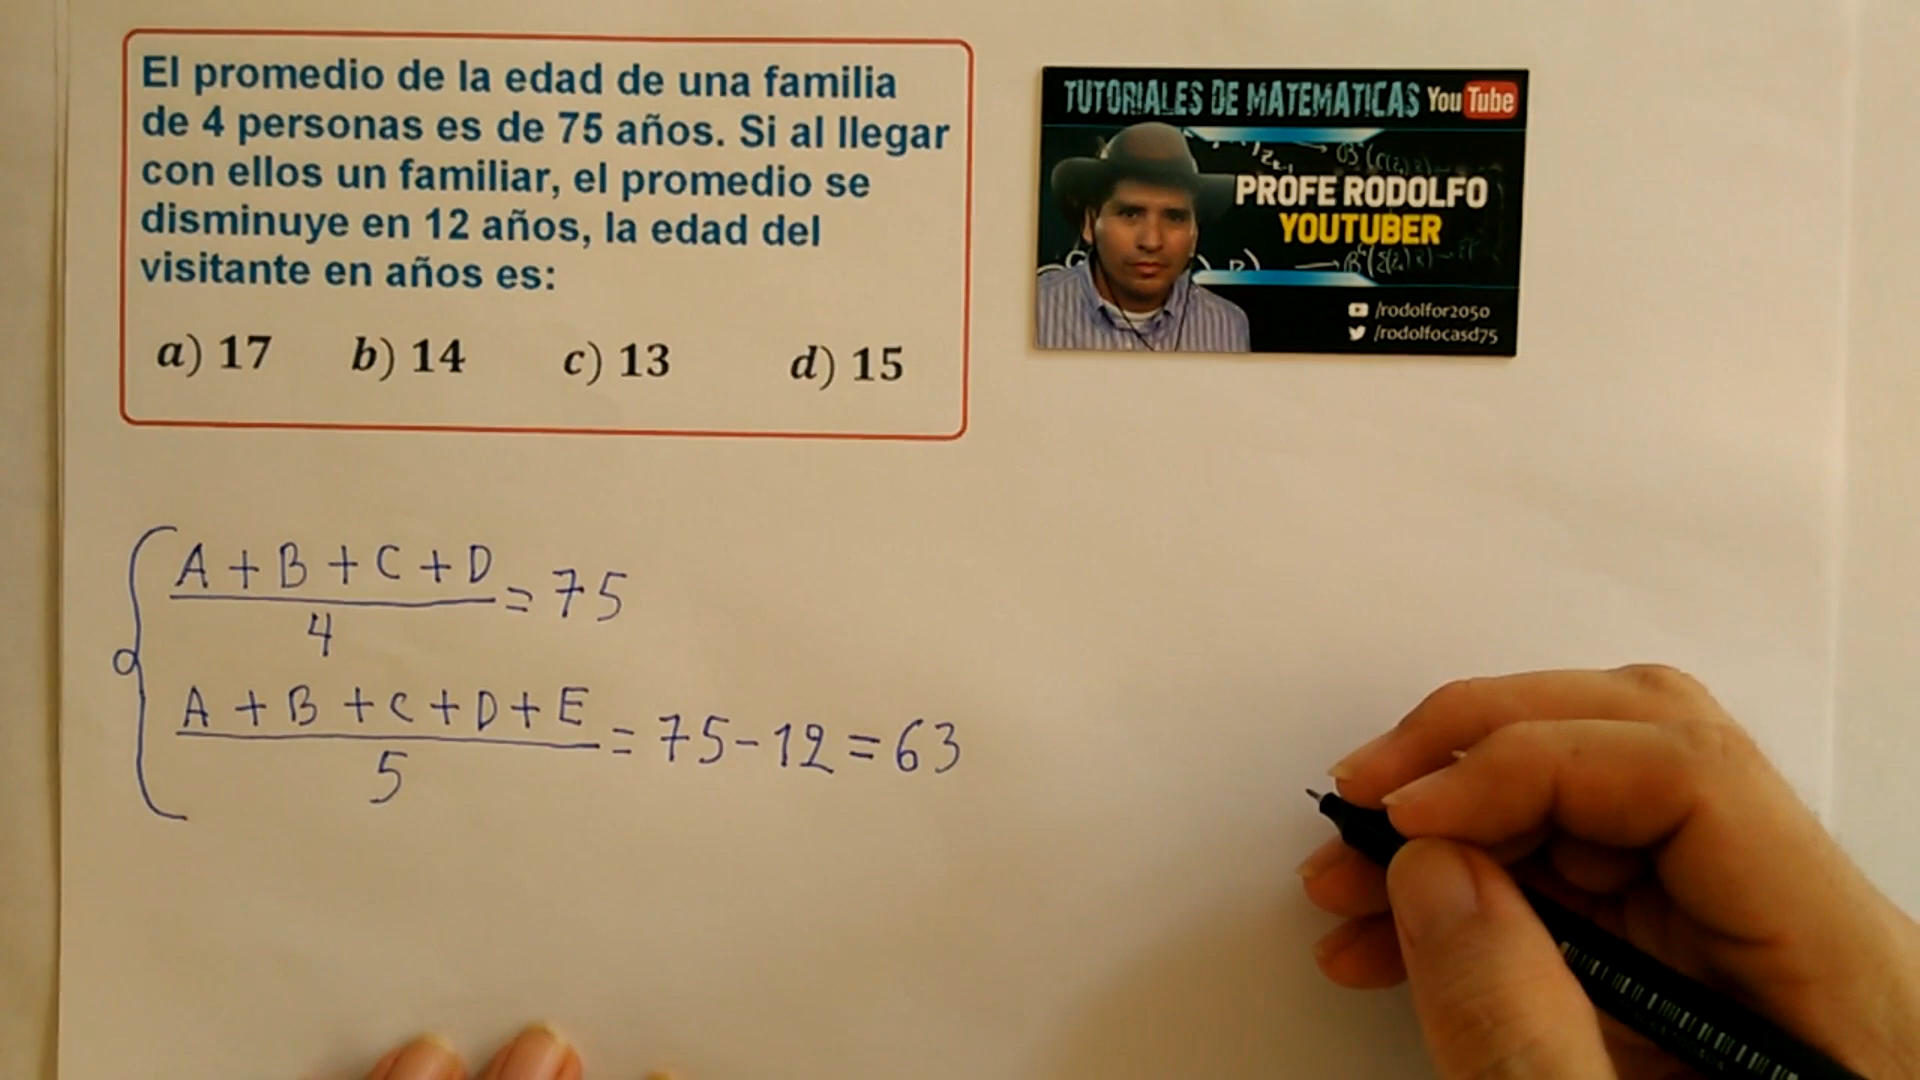 El promedio de la edad de una familia
de 4 personas es de 75 años. Si al llegar
con ellos un familiar, el promedio se
disminuye en 12 años, la edad del
visitante en años es:
a) 17 b) 14 c) 13 d) 15
TUTORIALES DE MATEMATICAS YouTube
PROFE RODOLFO
YOUTUBER
/rodolfor2050
/rodolfocasd75
A + B + C + D
4
= 75
A + B + C + D + E
5
= 75 - 12 = 63